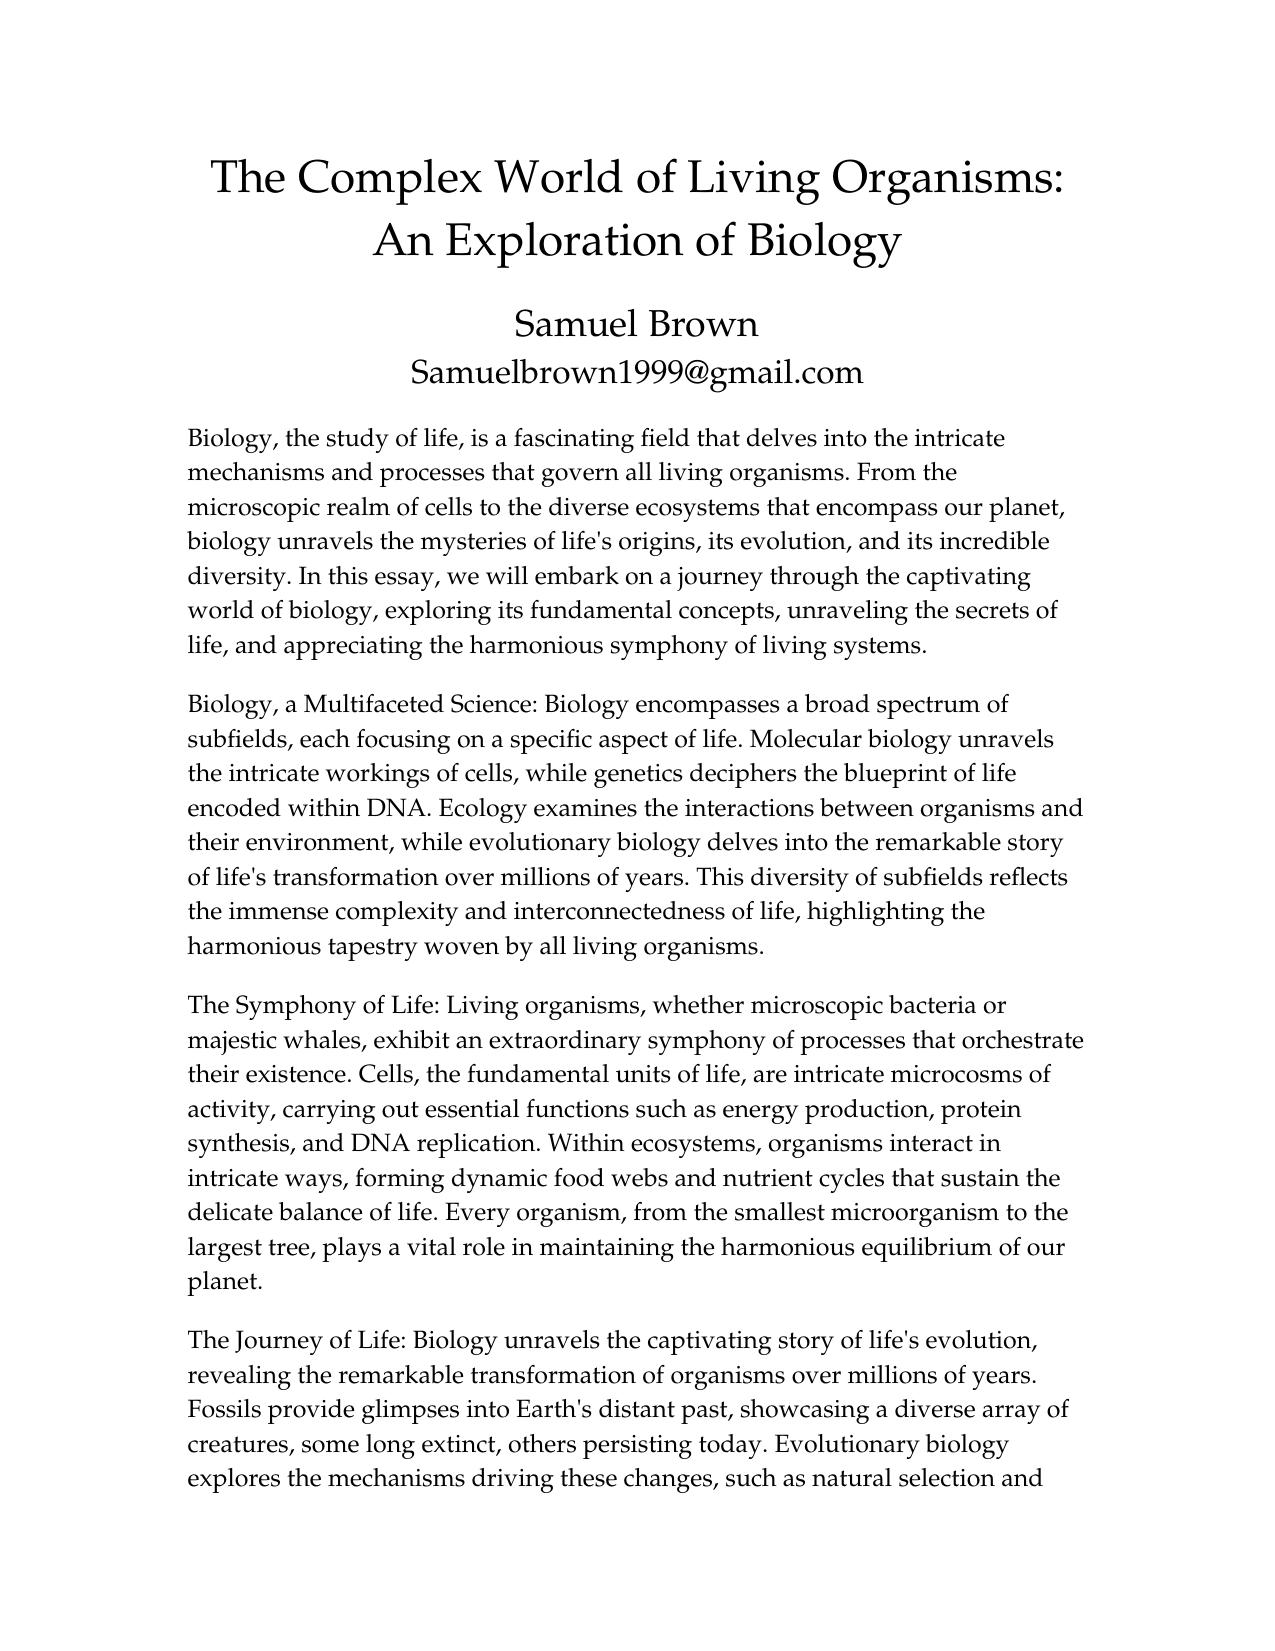 The Complex World of Living Organisms:
An Exploration of Biology
Samuel Brown
Samuelbrown1999@gmail.com
Biology, the study of life, is a fascinating field that delves into the intricate
mechanisms and processes that govern all living organisms. From the
microscopic realm of cells to the diverse ecosystems that encompass our planet,
biology unravels the mysteries of life's origins, its evolution, and its incredible
diversity. In this essay, we will embark on a journey through the captivating
world of biology, exploring its fundamental concepts, unraveling the secrets of
life, and appreciating the harmonious symphony of living systems.
Biology, a Multifaceted Science: Biology encompasses a broad spectrum of
subfields, each focusing on a specific aspect of life. Molecular biology unravels
the intricate workings of cells, while genetics deciphers the blueprint of life
encoded within DNA. Ecology examines the interactions between organisms and
their environment, while evolutionary biology delves into the remarkable story
of life's transformation over millions of years. This diversity of subfields reflects
the immense complexity and interconnectedness of life, highlighting the
harmonious tapestry woven by all living organisms.
The Symphony of Life: Living organisms, whether microscopic bacteria or
majestic whales, exhibit an extraordinary symphony of processes that orchestrate
their existence. Cells, the fundamental units of life, are intricate microcosms of
activity, carrying out essential functions such as energy production, protein
synthesis, and DNA replication. Within ecosystems, organisms interact in
intricate ways, forming dynamic food webs and nutrient cycles that sustain the
delicate balance of life. Every organism, from the smallest microorganism to the
largest tree, plays a vital role in maintaining the harmonious equilibrium of our
planet.
The Journey of Life: Biology unravels the captivating story of life's evolution,
revealing the remarkable transformation of organisms over millions of years.
Fossils provide glimpses into Earth's distant past, showcasing a diverse array of
creatures, some long extinct, others persisting today. Evolutionary biology
explores the mechanisms driving these changes, such as natural selection and